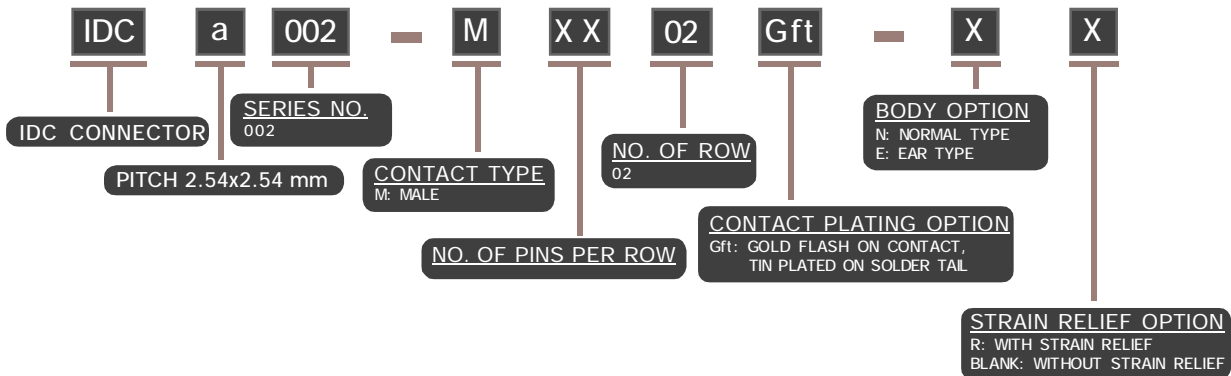 IDC a 002 - M XX 02 Gft - X X
IDC CONNECTOR
PITCH 2.54x2.54 mm
SERIES NO.
002
CONTACT TYPE
M: MALE
NO. OF PINS PER ROW
NO. OF ROW
02
CONTACT PLATING OPTION
Gft: GOLD FLASH ON CONTACT,
TIN PLATED ON SOLDER TAIL
BODY OPTION
N: NORMAL TYPE
E: EAR TYPE
STRAIN RELIEF OPTION
R: WITH STRAIN RELIEF
BLANK: WITHOUT STRAIN RELIEF